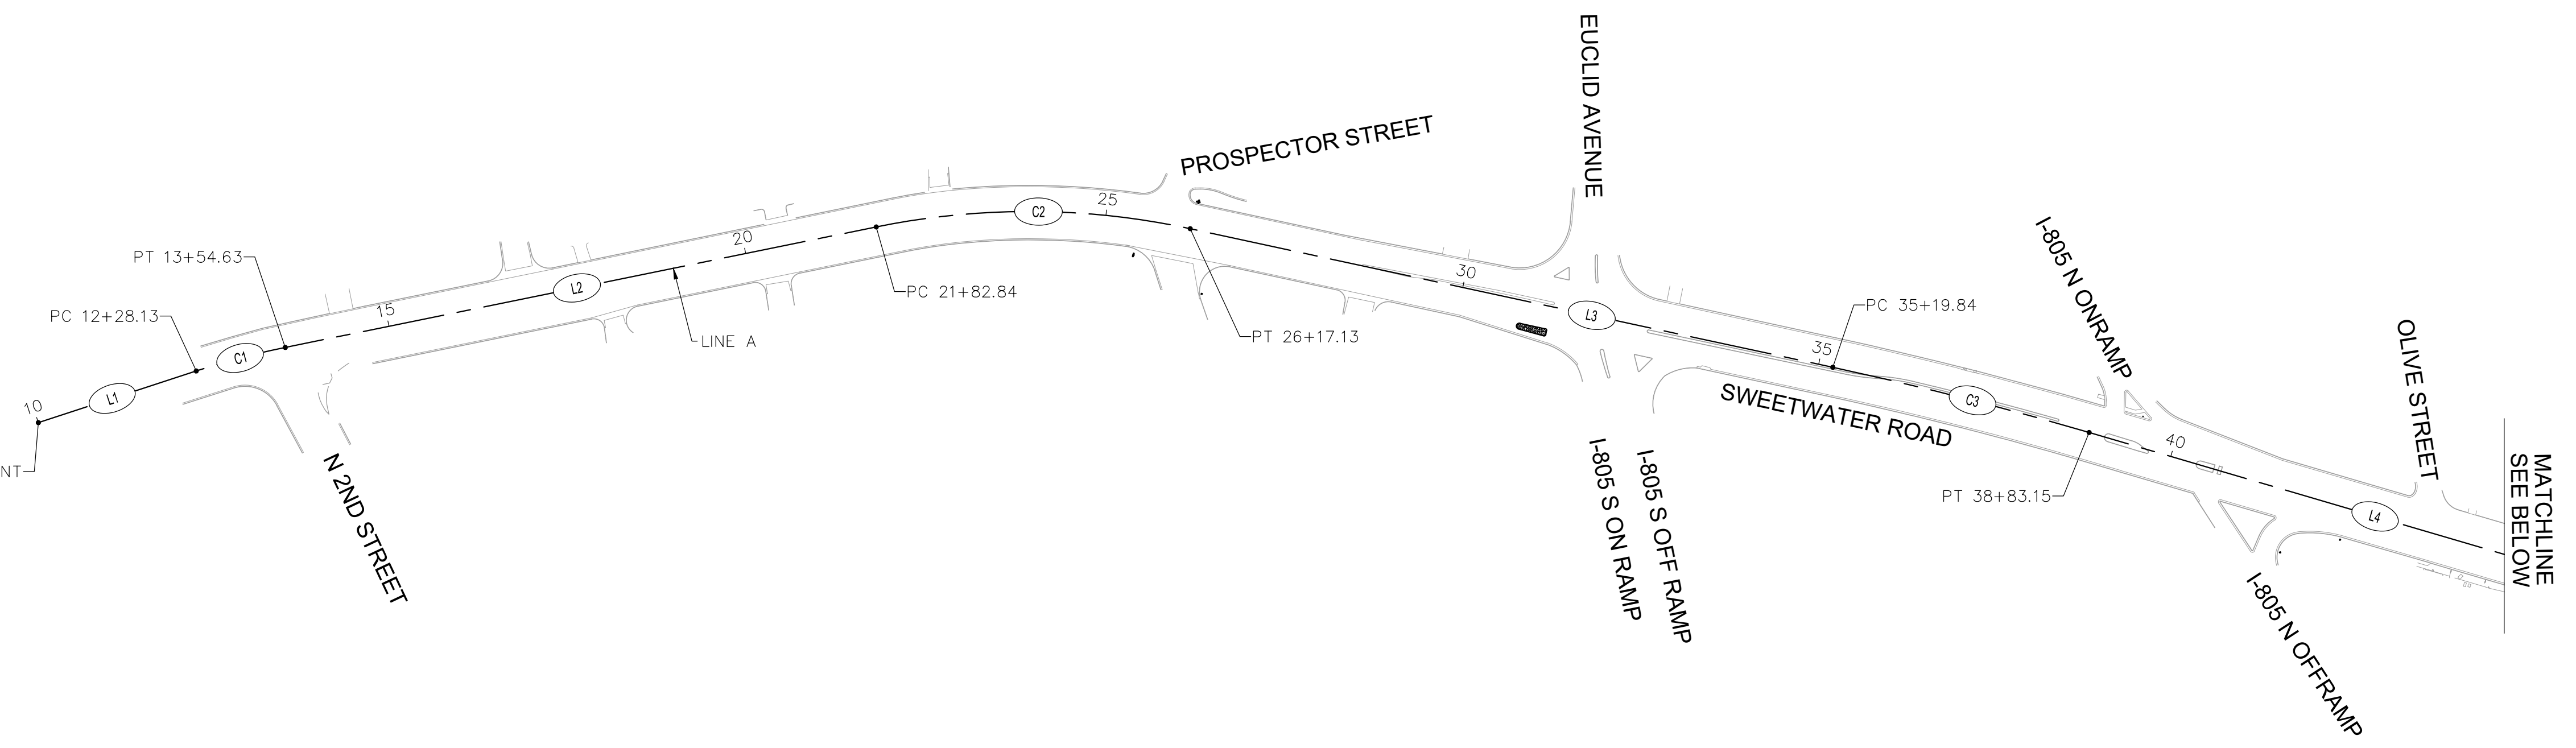 10
NT
L1
PC 12+28.13
PT 13+54.63
C1
N 2ND STREET
15
L2
LINE A
20
PC 21+82.84
C2
25
PROSPECTOR STREET
PT 26+17.13
30
EUCLID AVENUE
L3
I-805 S ON RAMP
I-805 S OFF RAMP
35
PC 35+19.84
SWEETWATER ROAD
C3
PT 38+83.15
I-805 N ONRAMP
40
I-805 N OFFRAMP
L4
OLIVE STREET
MATCHLINE
SEE BELOW